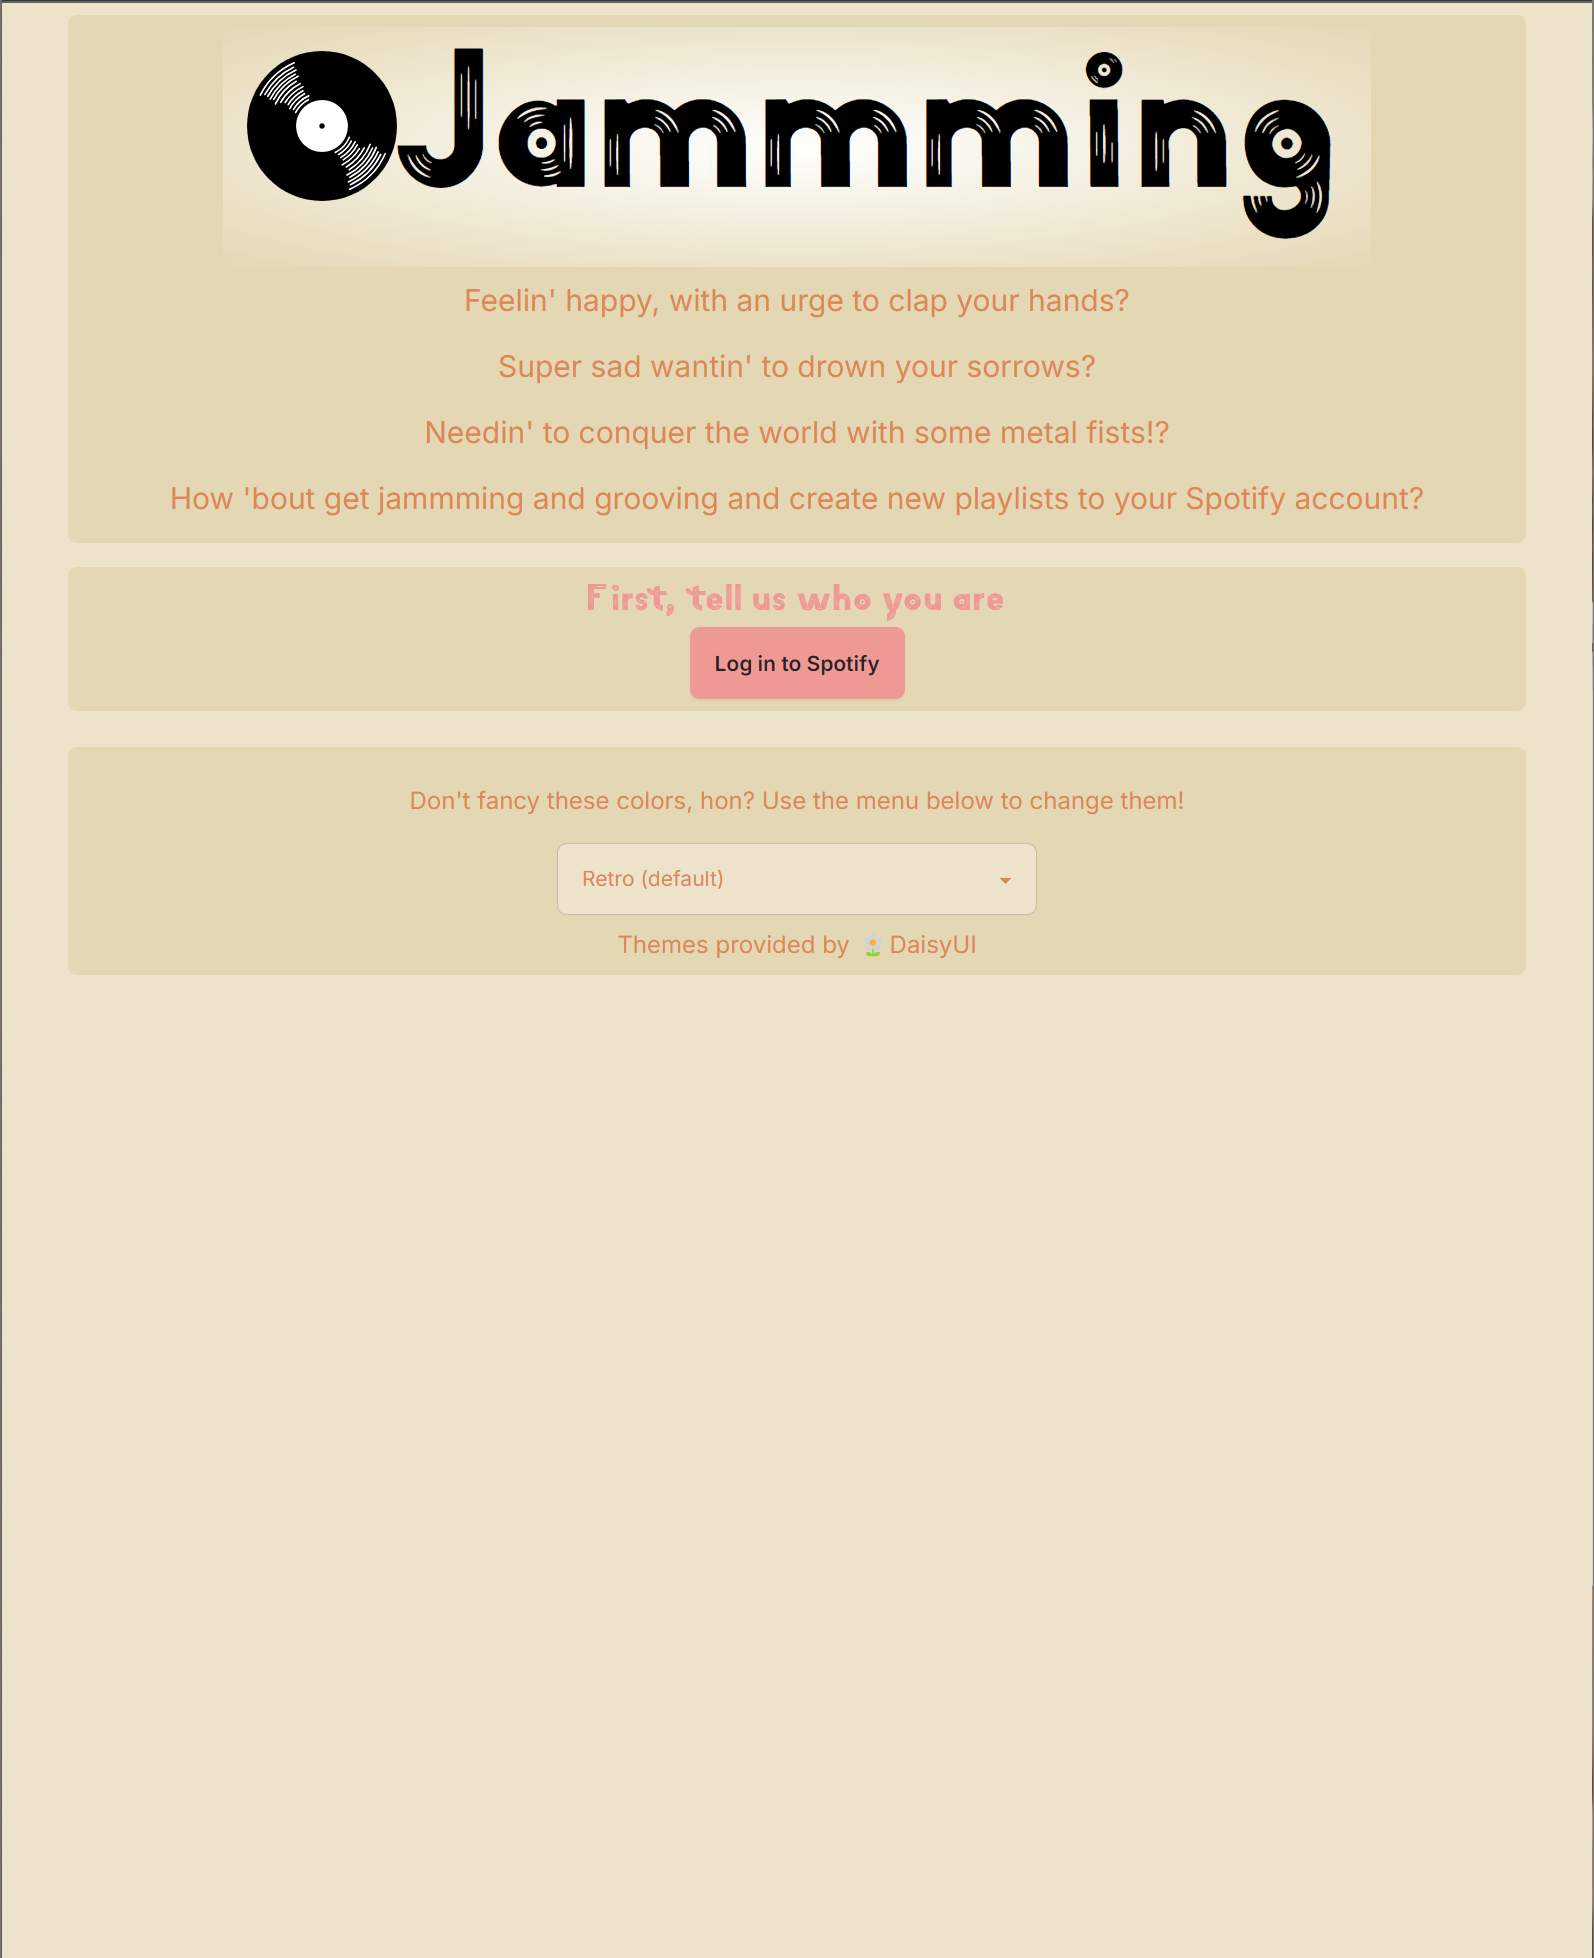 Jammming
Feelin' happy, with an urge to clap your hands?
Super sad wantin' to drown your sorrows?
Needin' to conquer the world with some metal fists!?
How 'bout get jammming and grooving and create new playlists to your Spotify account?
First, tell us who you are
Log in to Spotify
Don't fancy these colors, hon? Use the menu below to change them!
Retro (default)
Themes provided by DaisyUI